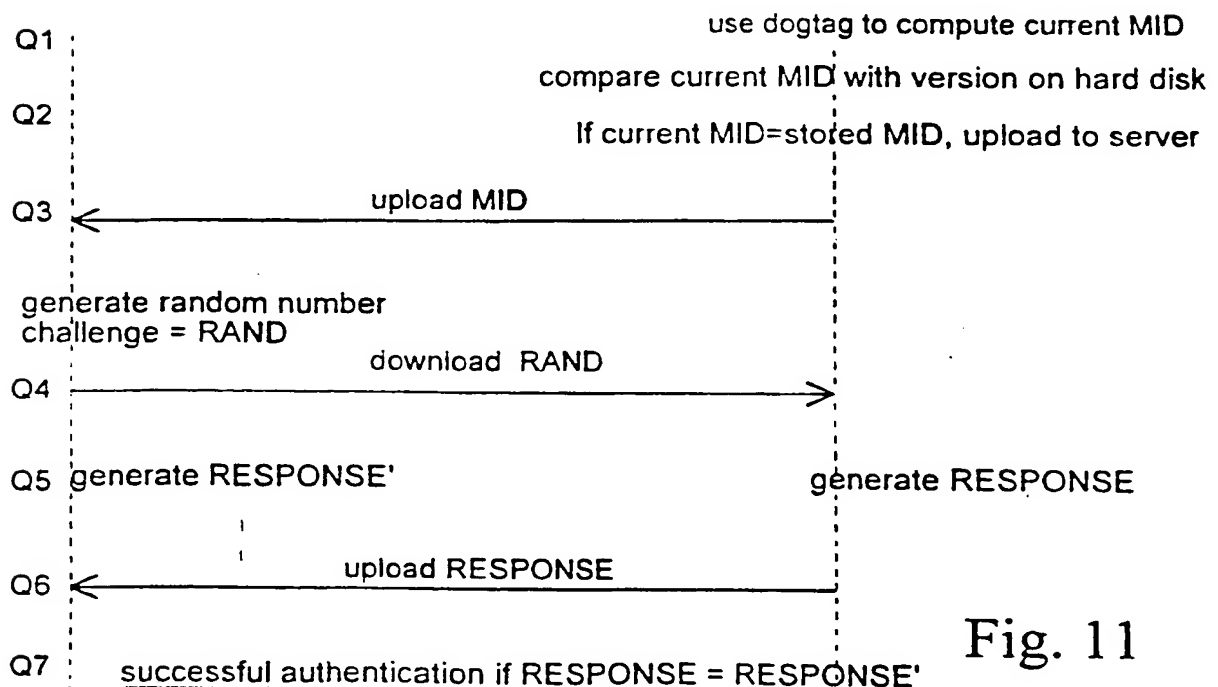 Q1
use dogtag to compute current MID
compare current MID with version on hard disk
Q2
If current MID=stored MID, upload to server
Q3
upload MID
generate random number
challenge = RAND
download RAND
Q4
Q5
generate RESPONSE'
generate RESPONSE
upload RESPONSE
Q6
Fig. 11
Q7
successful authentication if RESPONSE = RESPONSE'